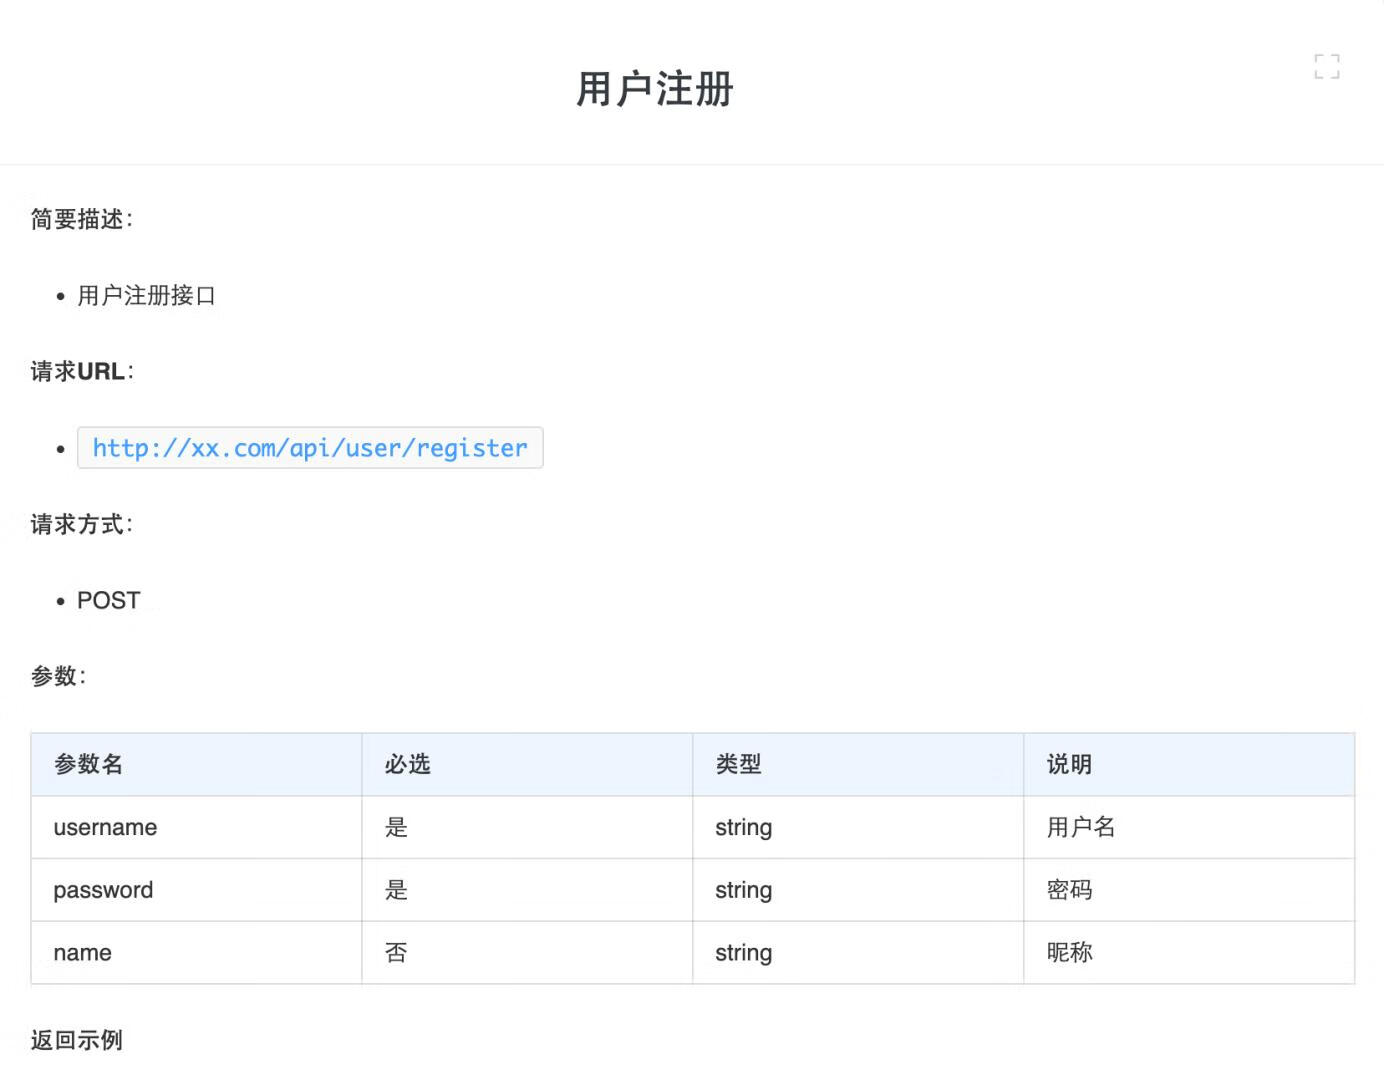 用户注册
简要描述：
• 用户注册接口
请求URL：
• http://xx.com/api/user/register
请求方式：
• POST
参数：
参数名 必选 类型 说明
username 是 string 用户名
password 是 string 密码
name 否 string 昵称
返回示例